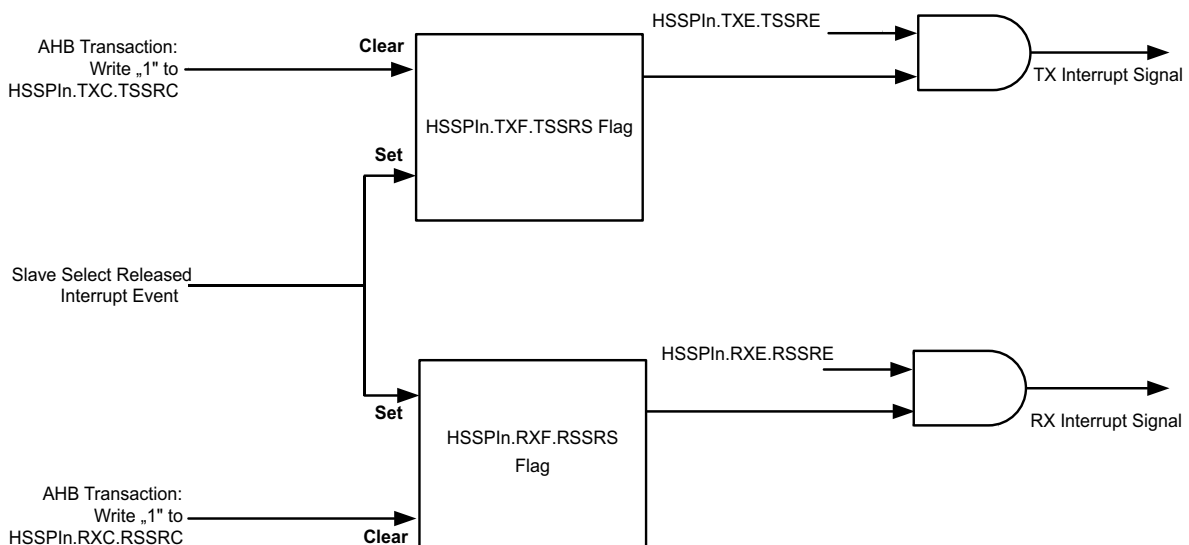 HSSPIn.TXE.TSSRE
AHB Transaction:
Write „1" to
HSSPIn.TXC.TSSRC
Clear
TX Interrupt Signal
HSSPIn.TXF.TSSRS Flag
Set
Slave Select Released
Interrupt Event
HSSPIn.RXE.RSSRE
Set
RX Interrupt Signal
HSSPIn.RXF.RSSRS
Flag
AHB Transaction:
Write „1" to
HSSPIn.RXC.RSSRC
Clear